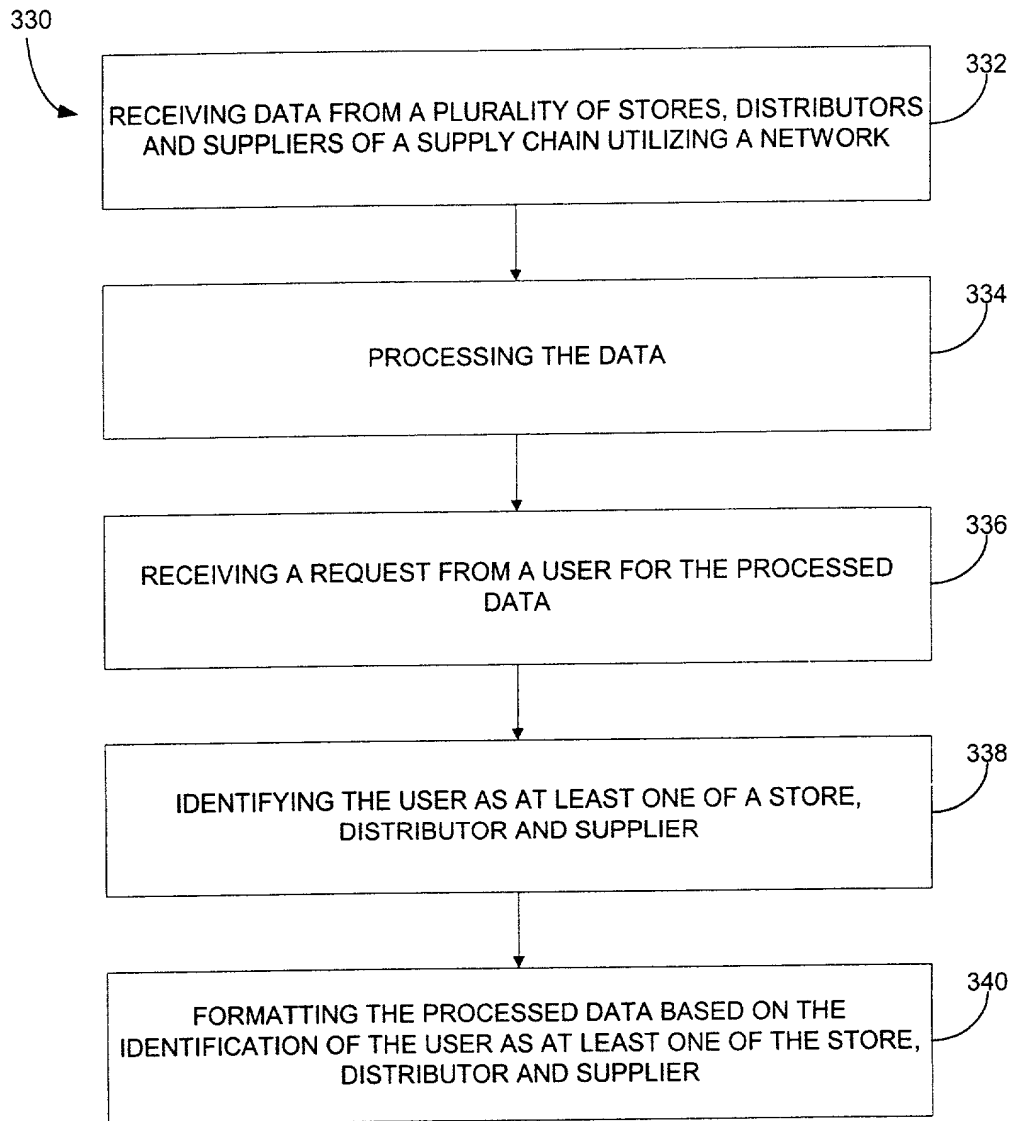 330
332
RECEIVING DATA FROM A PLURALITY OF STORES, DISTRIBUTORS
AND SUPPLIERS OF A SUPPLY CHAIN UTILIZING A NETWORK
334
PROCESSING THE DATA
336
RECEIVING A REQUEST FROM A USER FOR THE PROCESSED
DATA
338
IDENTIFYING THE USER AS AT LEAST ONE OF A STORE,
DISTRIBUTOR AND SUPPLIER
340
FORMATTING THE PROCESSED DATA BASED ON THE
IDENTIFICATION OF THE USER AS AT LEAST ONE OF THE STORE,
DISTRIBUTOR AND SUPPLIER